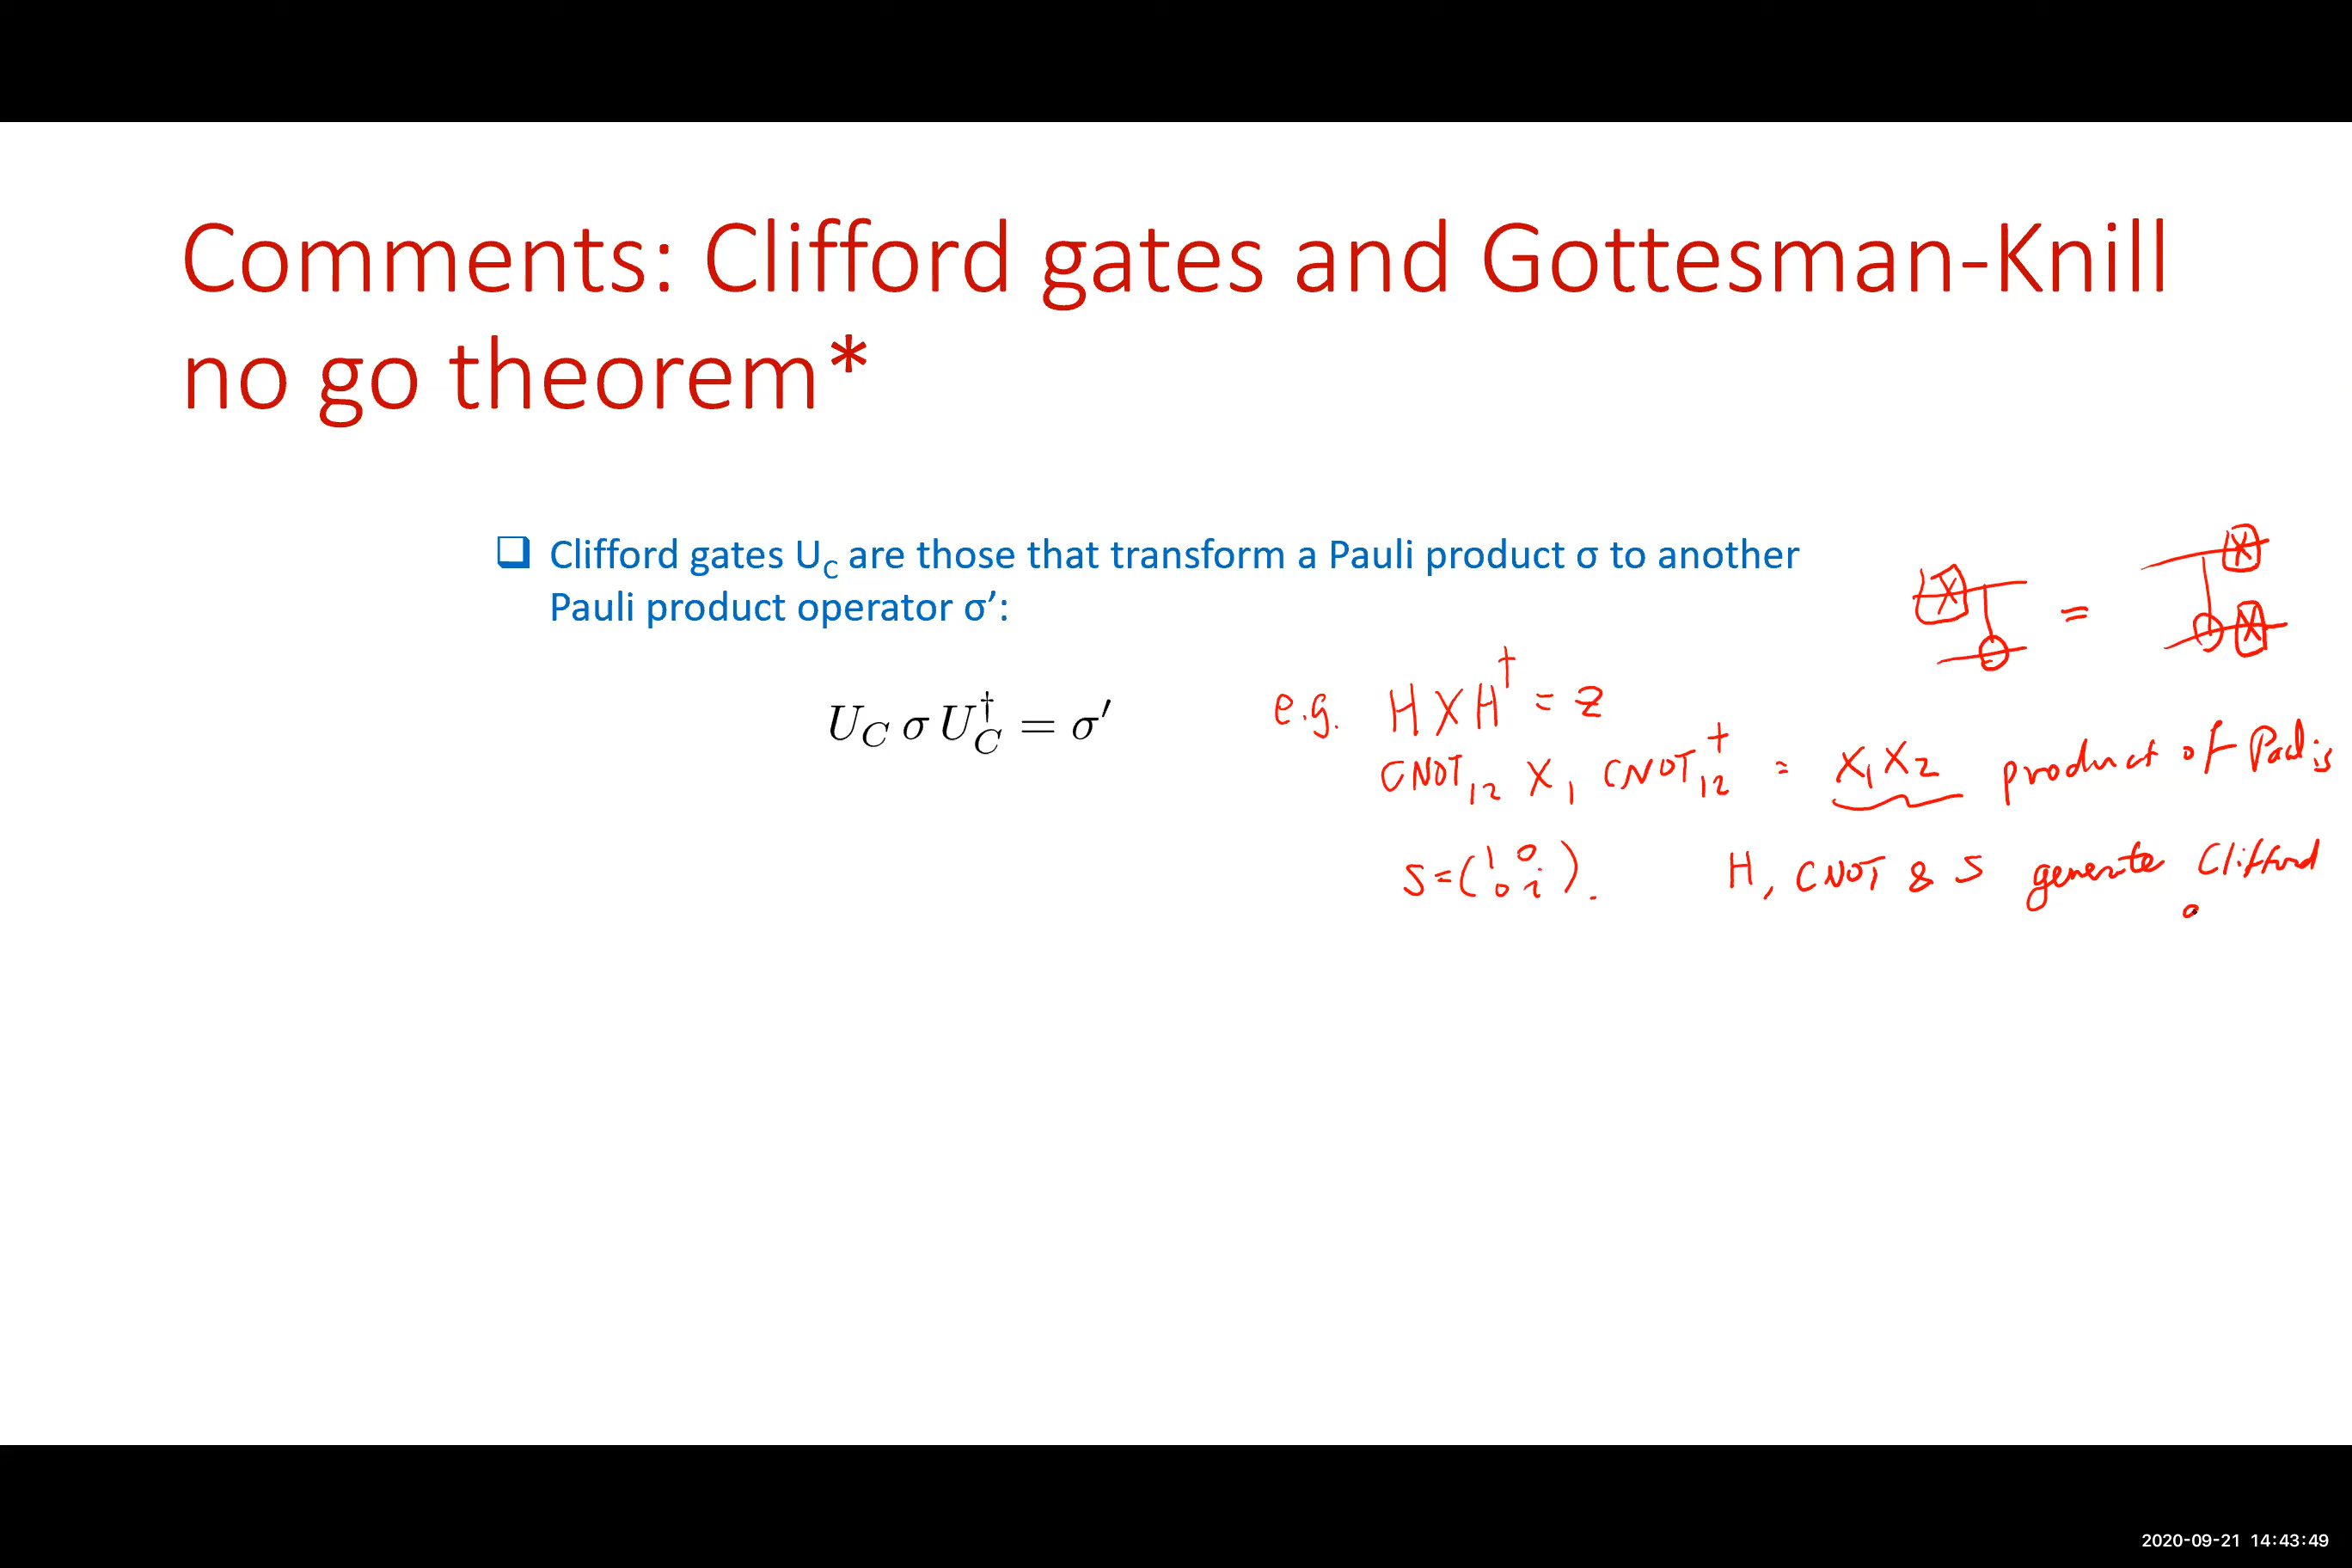 Comments: Clifford gates and Gottesman-Knill
no go theorem*
❑ Clifford gates U_C are those that transform a Pauli product σ to another
Pauli product operator σ′:
X = X X
U_C σ U_C^† = σ′
e.g. H X H^† = Z
CNOT_12 X_1 CNOT_12^† = X_1 X_2 product of Paulis
S = (1 0
0 i).
H, CNOT & S generate Clifford
2020-09-21 14:43:49